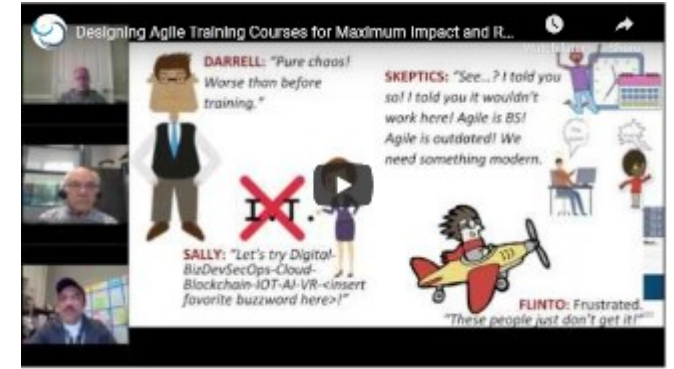 Designing Agile Training Courses for Maximum Impact and R...
Watch later
Share
DARRELL: "Pure chaos!
Worse than before
training."
SKEPTICS: "See...? I told you
so! I told you it wouldn't
work here! Agile is BS!
Agile is outdated! We
need something modern.
I.T.
SALLY: "Let's try Digital-
BizDevSecOps-Cloud-
Blockchain-IOT-AI-VR-<insert
favorite buzzword here>!"
FLINTO: Frustrated.
"These people just don't get it!"